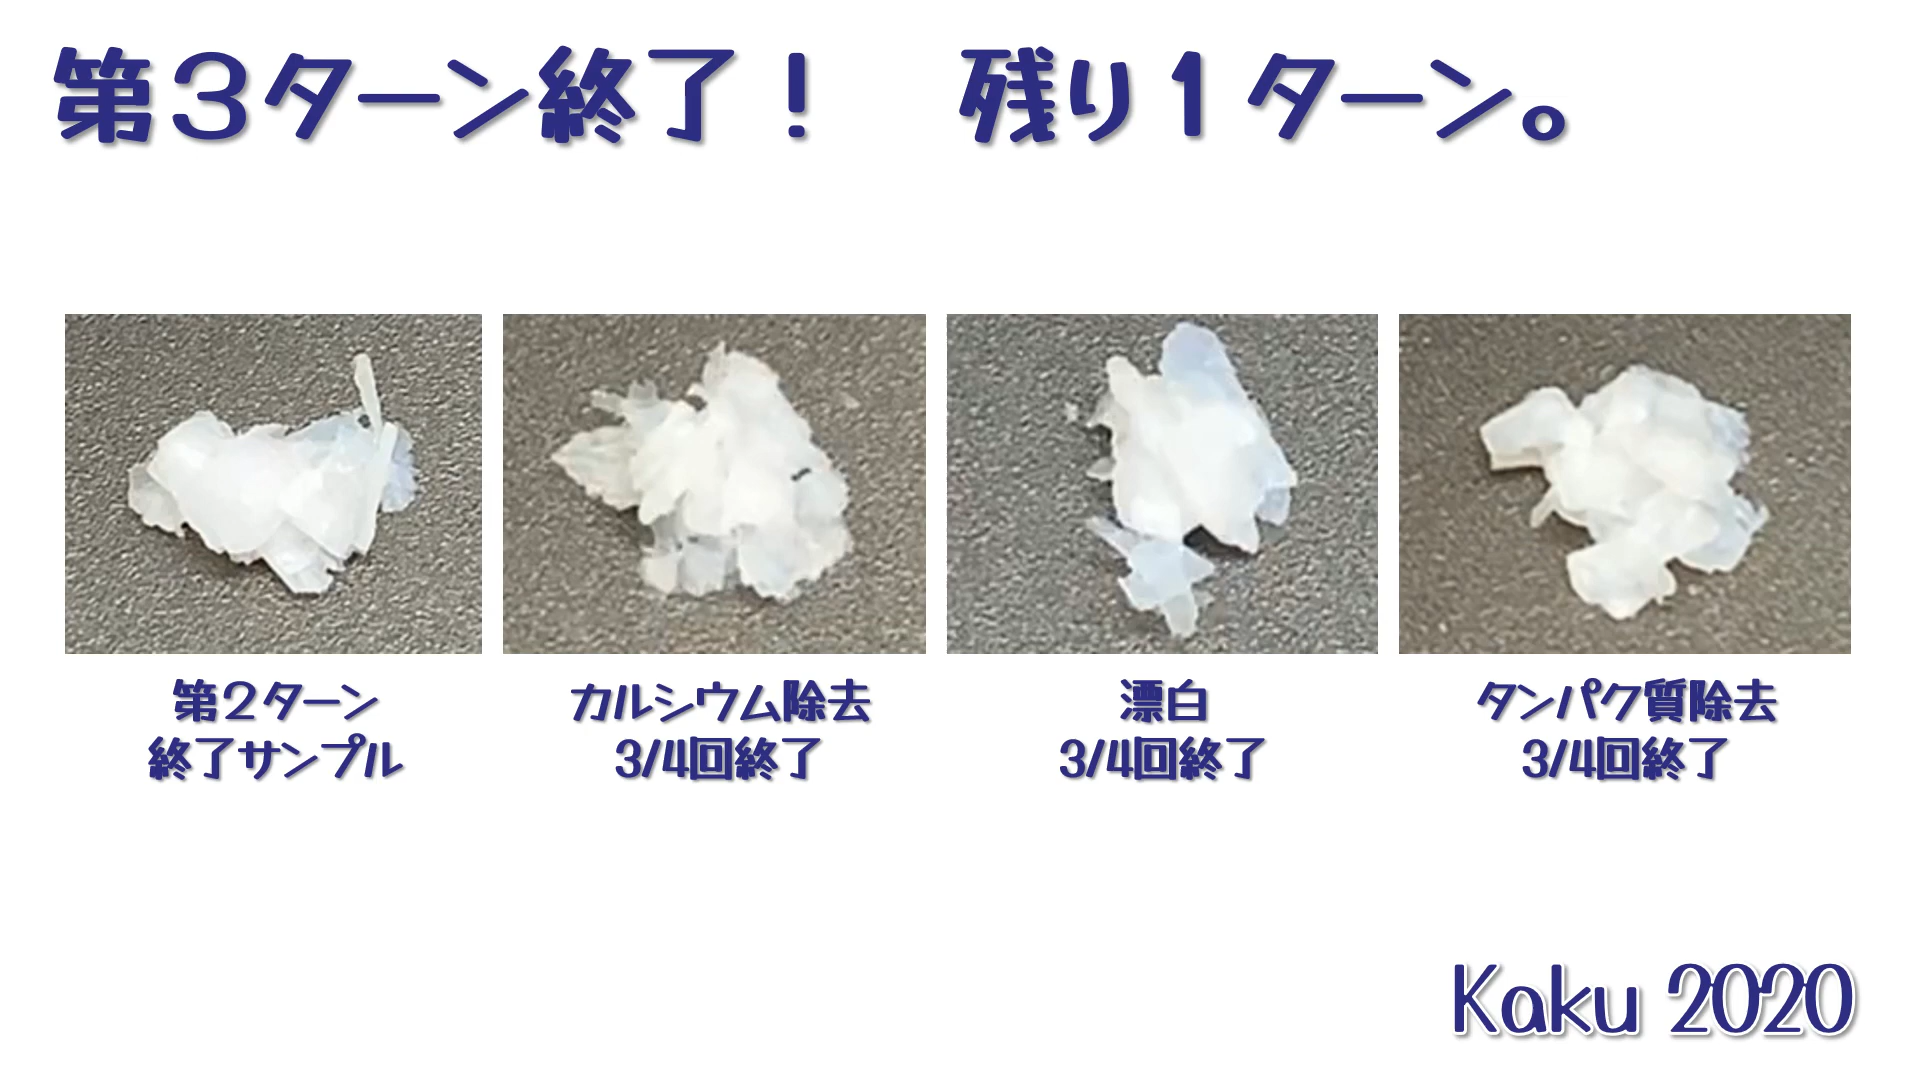 第３ターン終了！　残り１ターン。
第２ターン
終了サンプル
カルシウム除去
3/4回終了
漂白
3/4回終了
タンパク質除去
3/4回終了
Kaku 2020